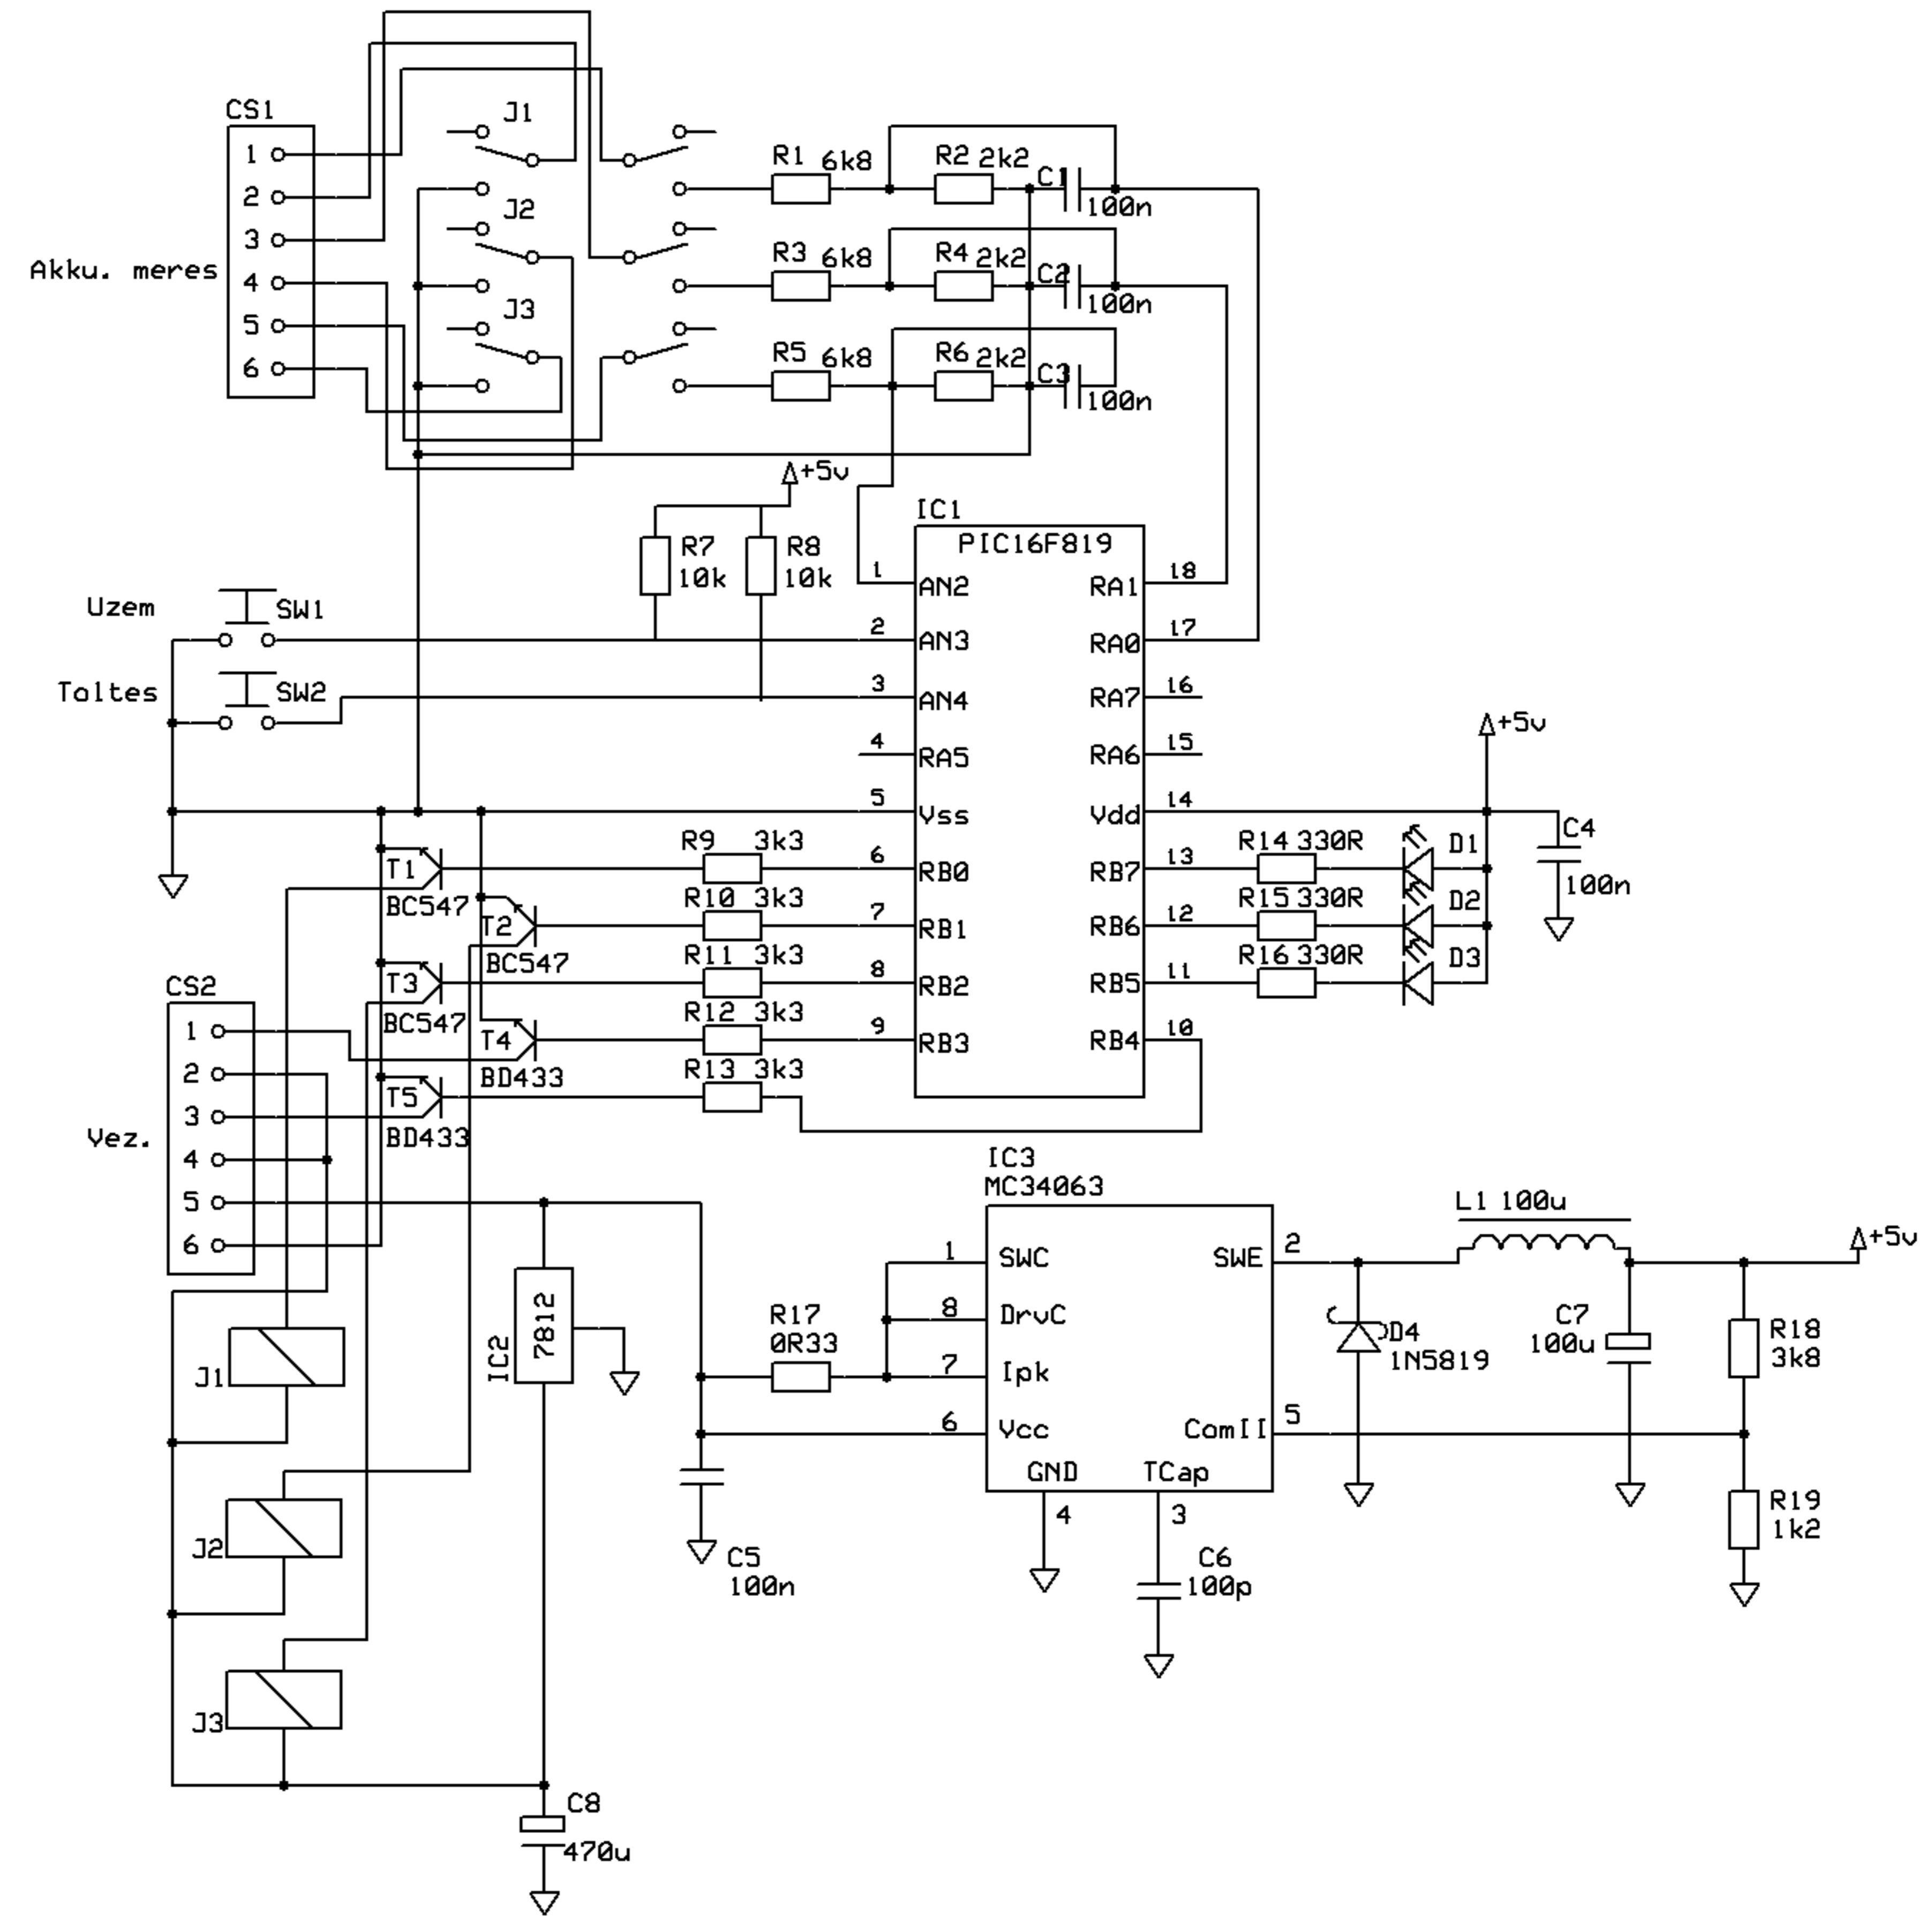 CS1
1
2
3
4
5
6
Akku. meres
J1
J2
J3
R1 6k8
R2 2k2
C1
100n
R3 6k8
R4 2k2
C2
100n
R5 6k8
R6 2k2
C3
100n
+5v
R7
10k
R8
10k
Uzem
SW1
Toltes
SW2
IC1
PIC16F819
1 AN2
2 AN3
3 AN4
4 RA5
5 Vss
6 RB0
7 RB1
8 RB2
9 RB3
RA1 18
RA0 17
RA7 16
RA6 15
Vdd 14
RB7 13
RB6 12
RB5 11
RB4 10
+5v
C4
100n
R14 330R
D1
R15 330R
D2
R16 330R
D3
R9 3k3
R10 3k3
R11 3k3
R12 3k3
R13 3k3
T1
BC547
T2
BC547
T3
BC547
T4
BD433
T5
BD433
CS2
1
2
3
4
5
6
Vez.
J1
J2
J3
IC2
7812
C8
470u
C5
100n
R17
0R33
IC3
MC34063
1 SWC
8 DrvC
7 Ipk
6 Vcc
GND
4
TCap
3
SWE 2
ComII 5
C6
100p
L1 100u
+5v
D4
1N5819
C7
100u
R18
3k8
R19
1k2